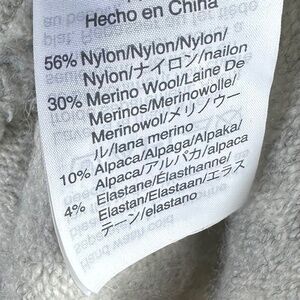 Hecho en China
56% Nylon/Nylon/Nylon/
Nylon/ナイロン/nailon
30% Merino Wool/Laine De
Merinos/Merinowolle/
Merinowol/メリノウー
ル/lana merino
10% Alpaca/Alpaga/Alpaka/
Alpaca/アルパカ/alpaca
4% Elastane/Elasthanne/
Elastan/Elastaan/エラス
テーン/elastano